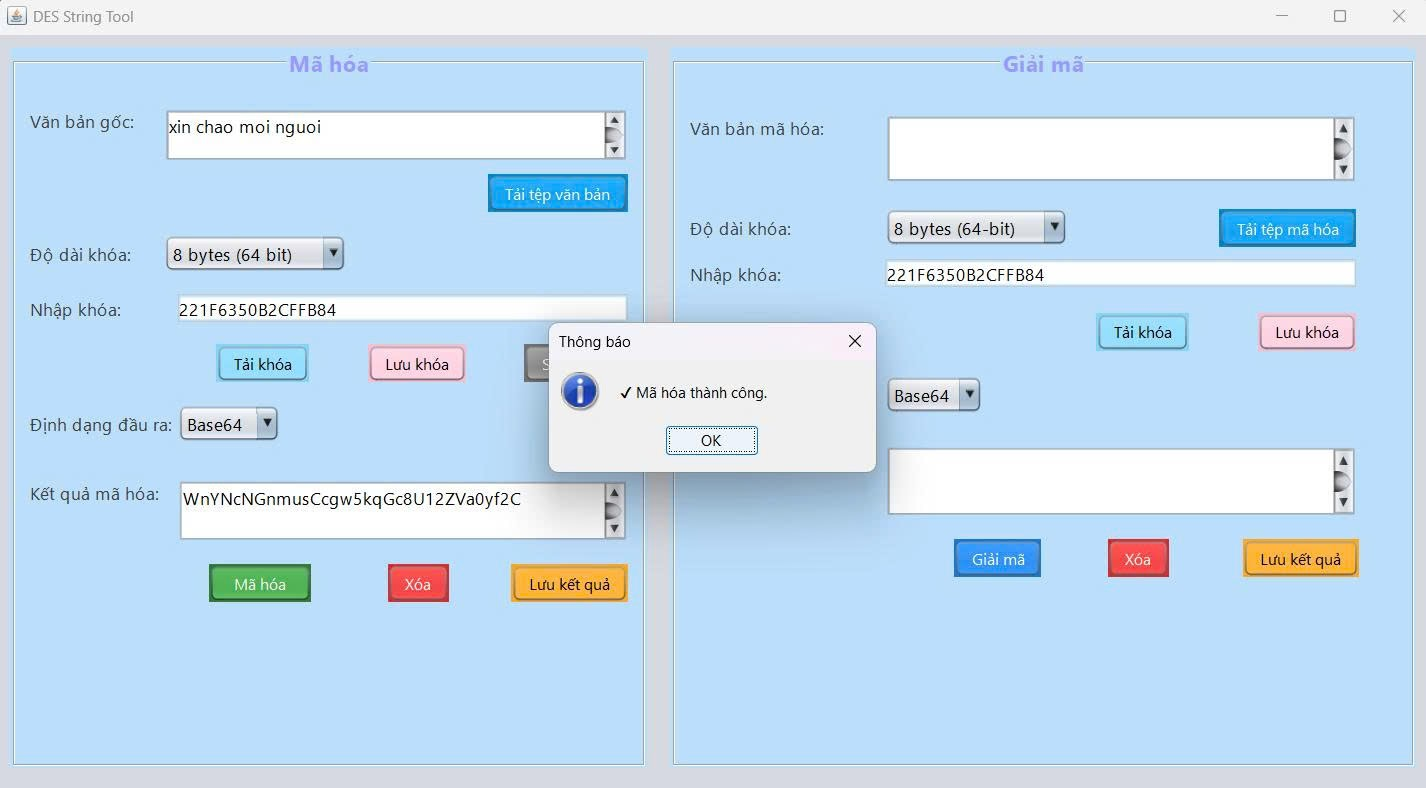 DES String Tool
Mã hóa
Văn bản gốc:
xin chao moi nguoi
Tải tệp văn bản
Độ dài khóa:
8 bytes (64 bit)
Nhập khóa:
221F6350B2CFFB84
Tải khóa
Lưu khóa
Định dạng đầu ra:
Base64
Kết quả mã hóa:
WnYNcNGnmusCcgw5kqGc8U12ZVa0yf2C
Mã hóa
Xóa
Lưu kết quả
Thông báo
✓ Mã hóa thành công.
OK
Giải mã
Văn bản mã hóa:
Độ dài khóa:
8 bytes (64-bit)
Tải tệp mã hóa
Nhập khóa:
221F6350B2CFFB84
Tải khóa
Lưu khóa
Base64
Giải mã
Xóa
Lưu kết quả